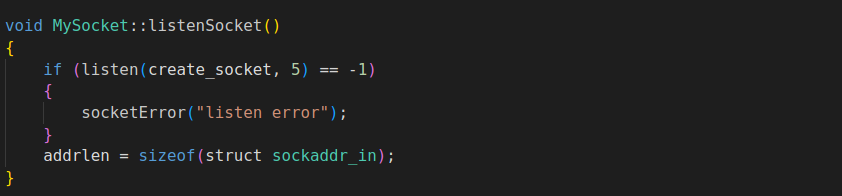 void MySocket::listenSocket()
{
    if (listen(create_socket, 5) == -1)
    {
        socketError("listen error");
    }
    addrlen = sizeof(struct sockaddr_in);
}